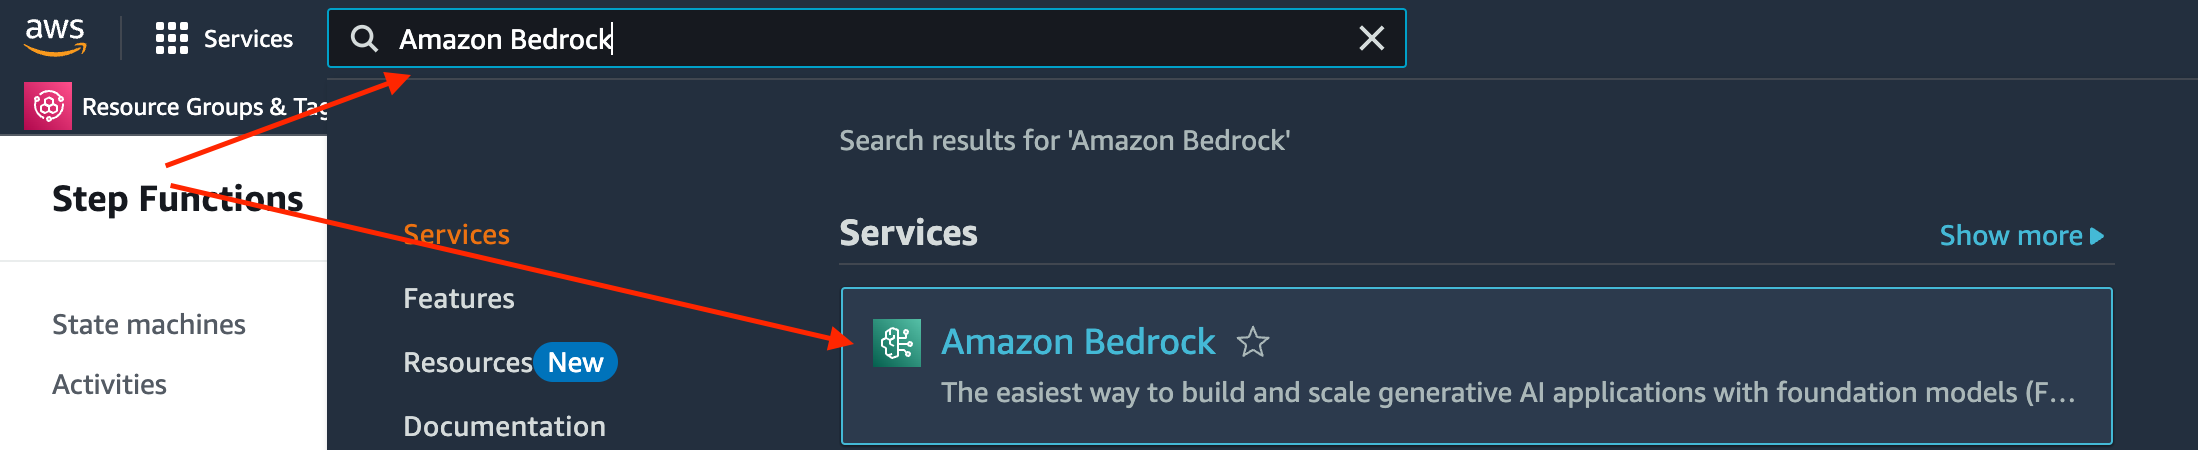 aws
Services
Amazon Bedrock
Resource Groups & Tag
Search results for 'Amazon Bedrock'
Step Functions
State machines
Activities
Services
Features
Resources New
Documentation
Services
Show more
Amazon Bedrock
The easiest way to build and scale generative AI applications with foundation models (F...